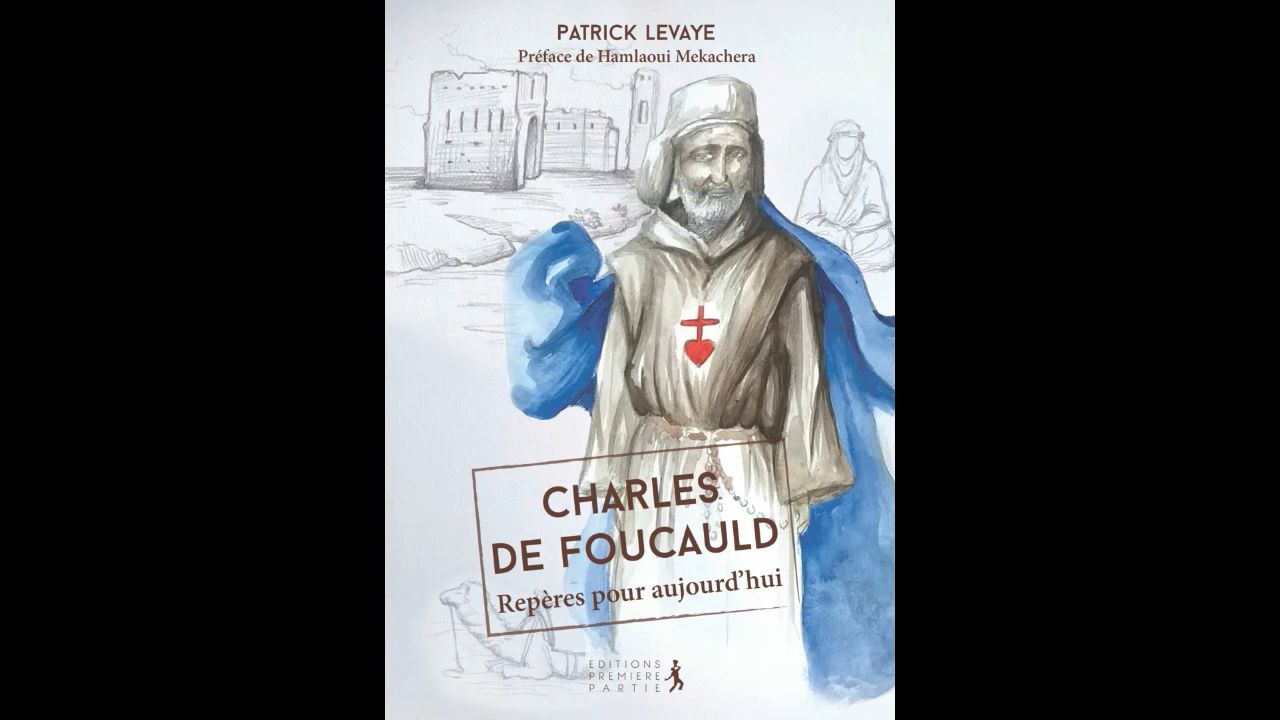 PATRICK LEVAYE
Préface de Hamlaoui Mekachera
CHARLES
DE FOUCAULD
Repères pour aujourd'hui
EDITIONS
PREMIERE
PARTIE